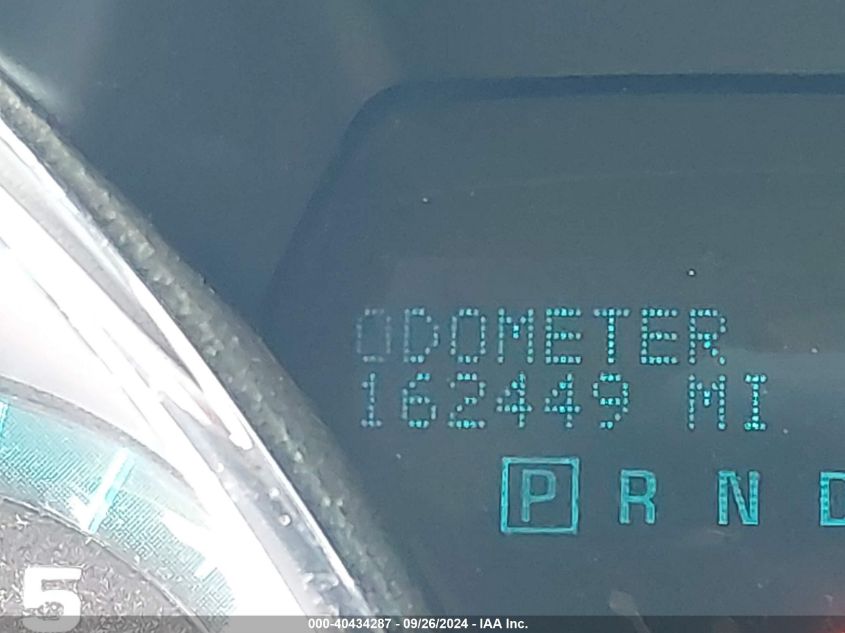 ODOMETER
162449 MI
P R N D
5
000-40434287 - 09/26/2024 - IAA Inc.